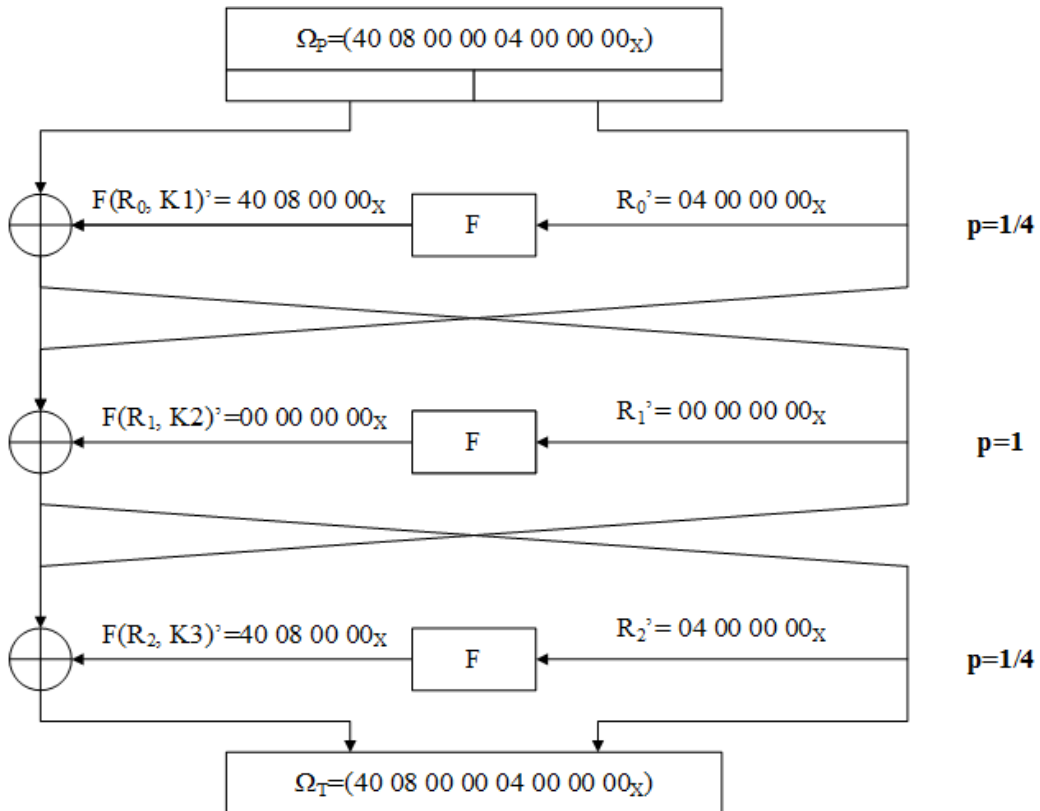 Ωₚ=(40 08 00 00 04 00 00 00ₓ)
F(R₀, K1)’= 40 08 00 00ₓ
F
R₀’= 04 00 00 00ₓ
p=1/4
F(R₁, K2)’=00 00 00 00ₓ
F
R₁’= 00 00 00 00ₓ
p=1
F(R₂, K3)’=40 08 00 00ₓ
F
R₂’= 04 00 00 00ₓ
p=1/4
Ω_T=(40 08 00 00 04 00 00 00ₓ)